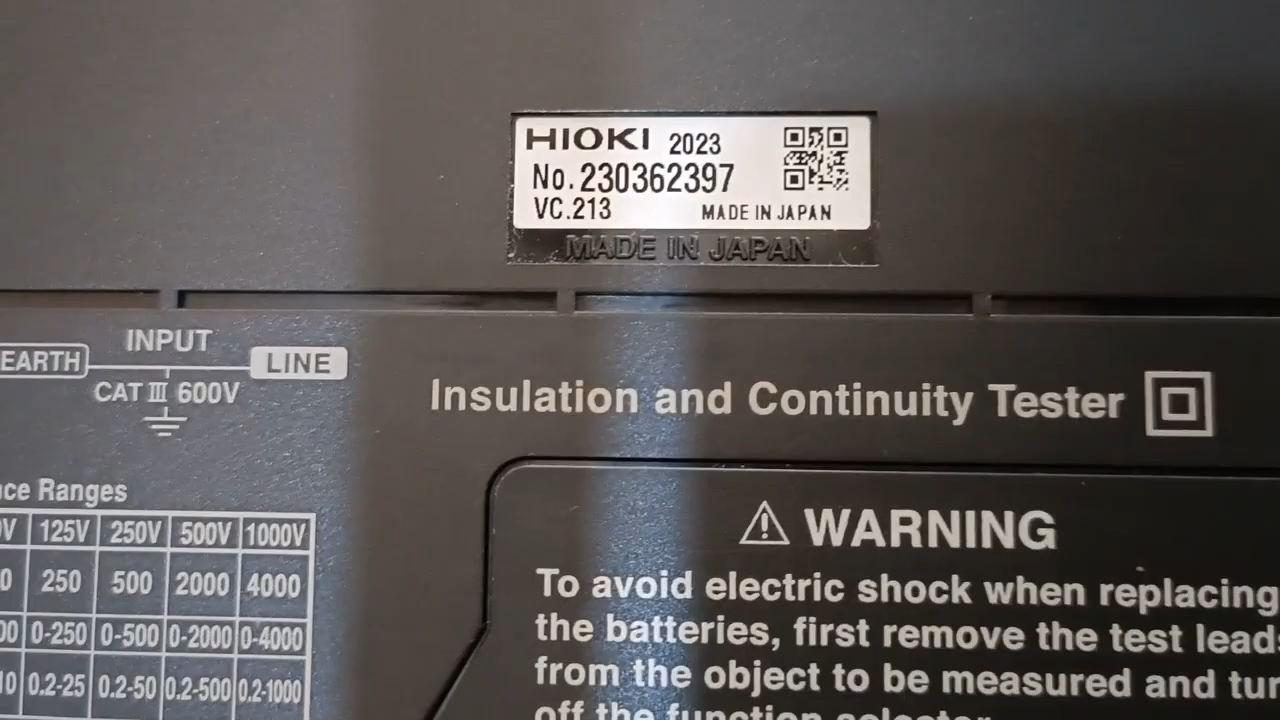 HIOKI 2023
No. 230362397
VC.213 MADE IN JAPAN
MADE IN JAPAN
INPUT
EARTH LINE
CAT III 600V
Insulation and Continuity Tester
Ranges
125V 250V 500V 1000V
250 500 2000 4000
0-250 0-500 0-2000 0-4000
0.2-25 0.2-50 0.2-500 0.2-1000
WARNING
To avoid electric shock when replacing
the batteries, first remove the test leads
from the object to be measured and
off the function selector.